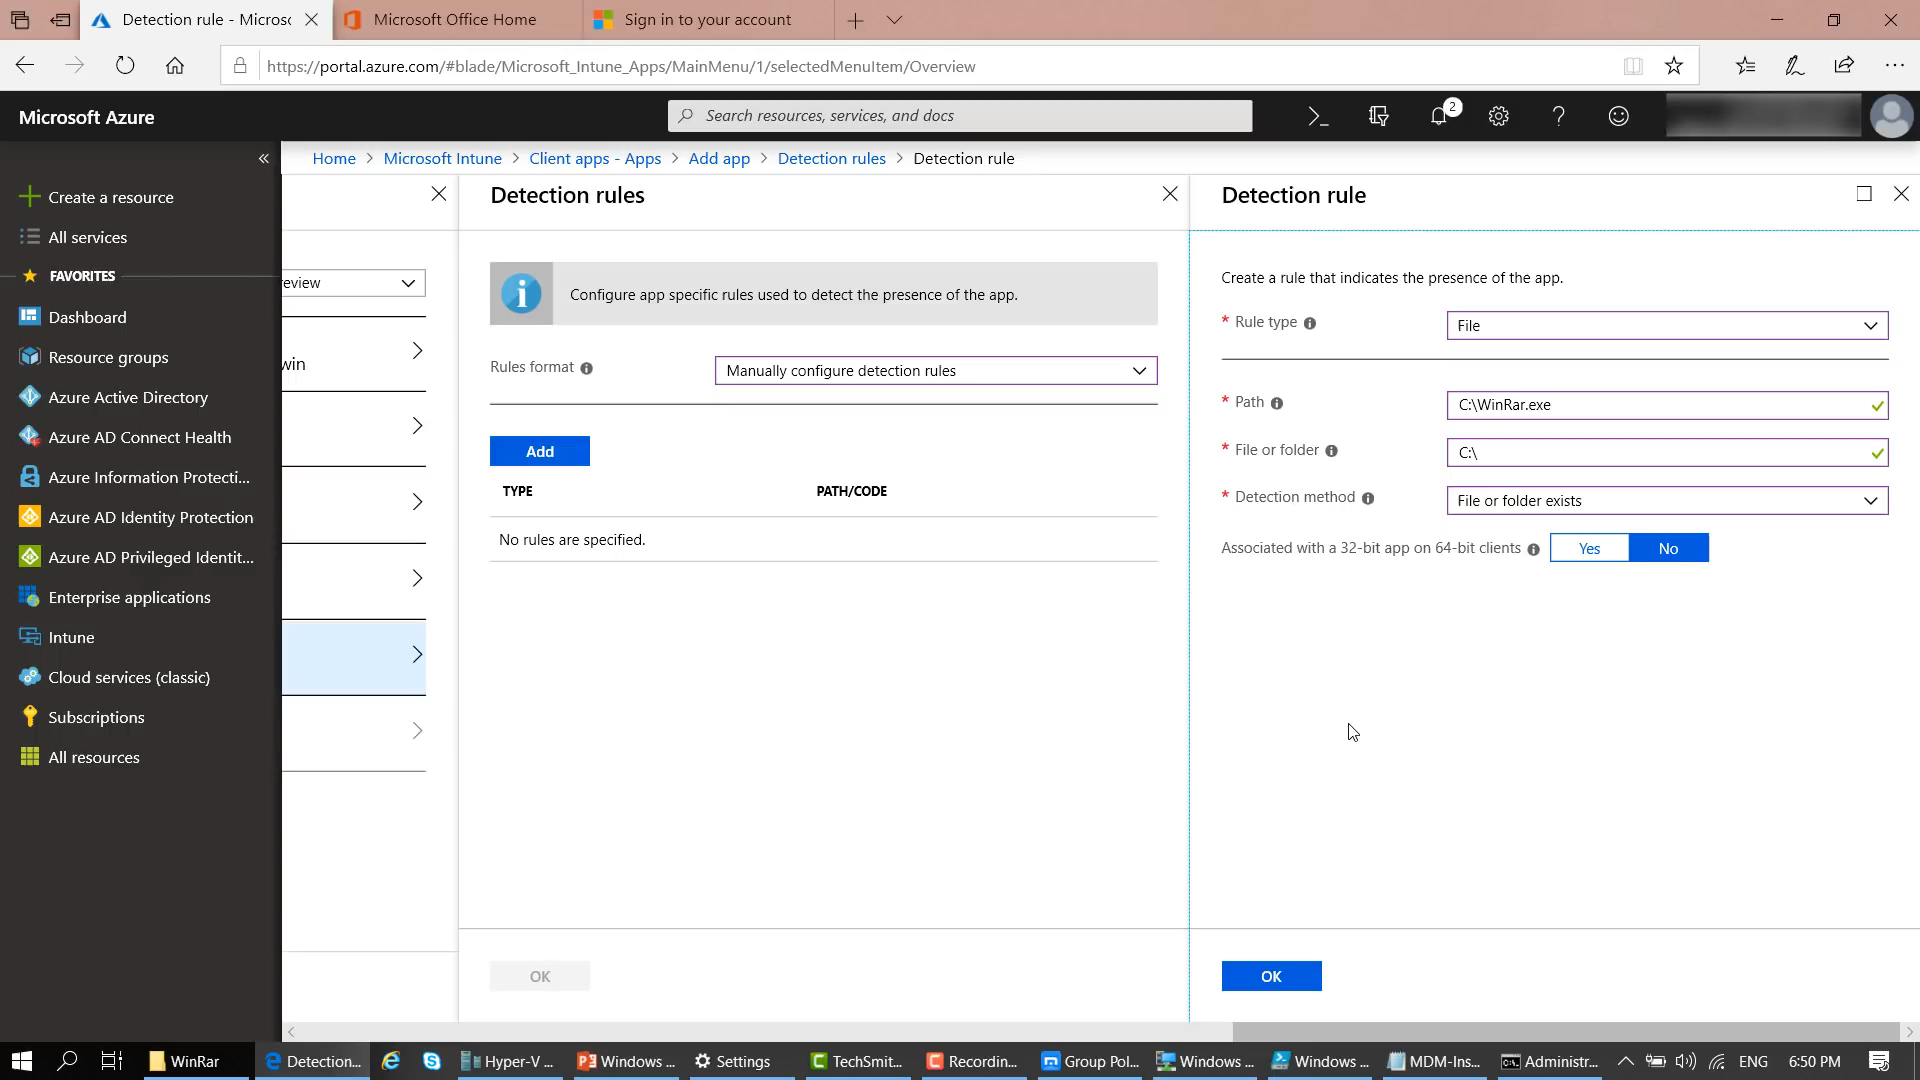 Detection rule - Microsc
Microsoft Office Home
Sign in to your account
https://portal.azure.com/#blade/Microsoft_Intune_Apps/MainMenu/1/selectedMenuItem/Overview
Microsoft Azure
Search resources, services, and docs
2
Home > Microsoft Intune > Client apps - Apps > Add app > Detection rules > Detection rule
Create a resource
All services
FAVORITES
Dashboard
Resource groups
Azure Active Directory
Azure AD Connect Health
Azure Information Protecti...
Azure AD Identity Protection
Azure AD Privileged Identit...
Enterprise applications
Intune
Cloud services (classic)
Subscriptions
All resources
eview
win
Detection rules
Configure app specific rules used to detect the presence of the app.
Rules format
Manually configure detection rules
Add
TYPE PATH/CODE
No rules are specified.
OK
Detection rule
Create a rule that indicates the presence of the app.
* Rule type File
* Path C:\WinRar.exe
* File or folder C:\
* Detection method File or folder exists
Associated with a 32-bit app on 64-bit clients Yes No
OK
WinRar
Detection...
Hyper-V ...
Windows ...
Settings
TechSmit...
Recordin...
Group Pol...
Windows ...
Windows ...
MDM-Ins...
Administr...
ENG
6:50 PM